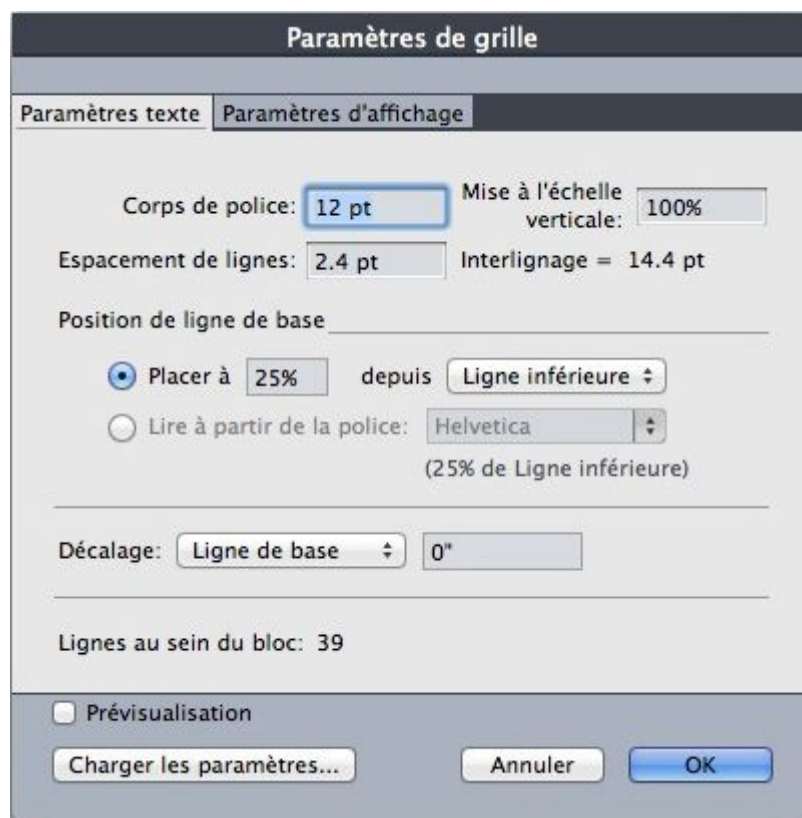 Paramètres de grille
Paramètres texte Paramètres d'affichage
Corps de police: 12 pt Mise à l'échelle verticale: 100%
Espacement de lignes: 2.4 pt Interlignage = 14.4 pt
Position de ligne de base
Placer à 25% depuis Ligne inférieure
Lire à partir de la police: Helvetica
(25% de Ligne inférieure)
Décalage: Ligne de base 0"
Lignes au sein du bloc: 39
Prévisualisation
Charger les paramètres... Annuler OK